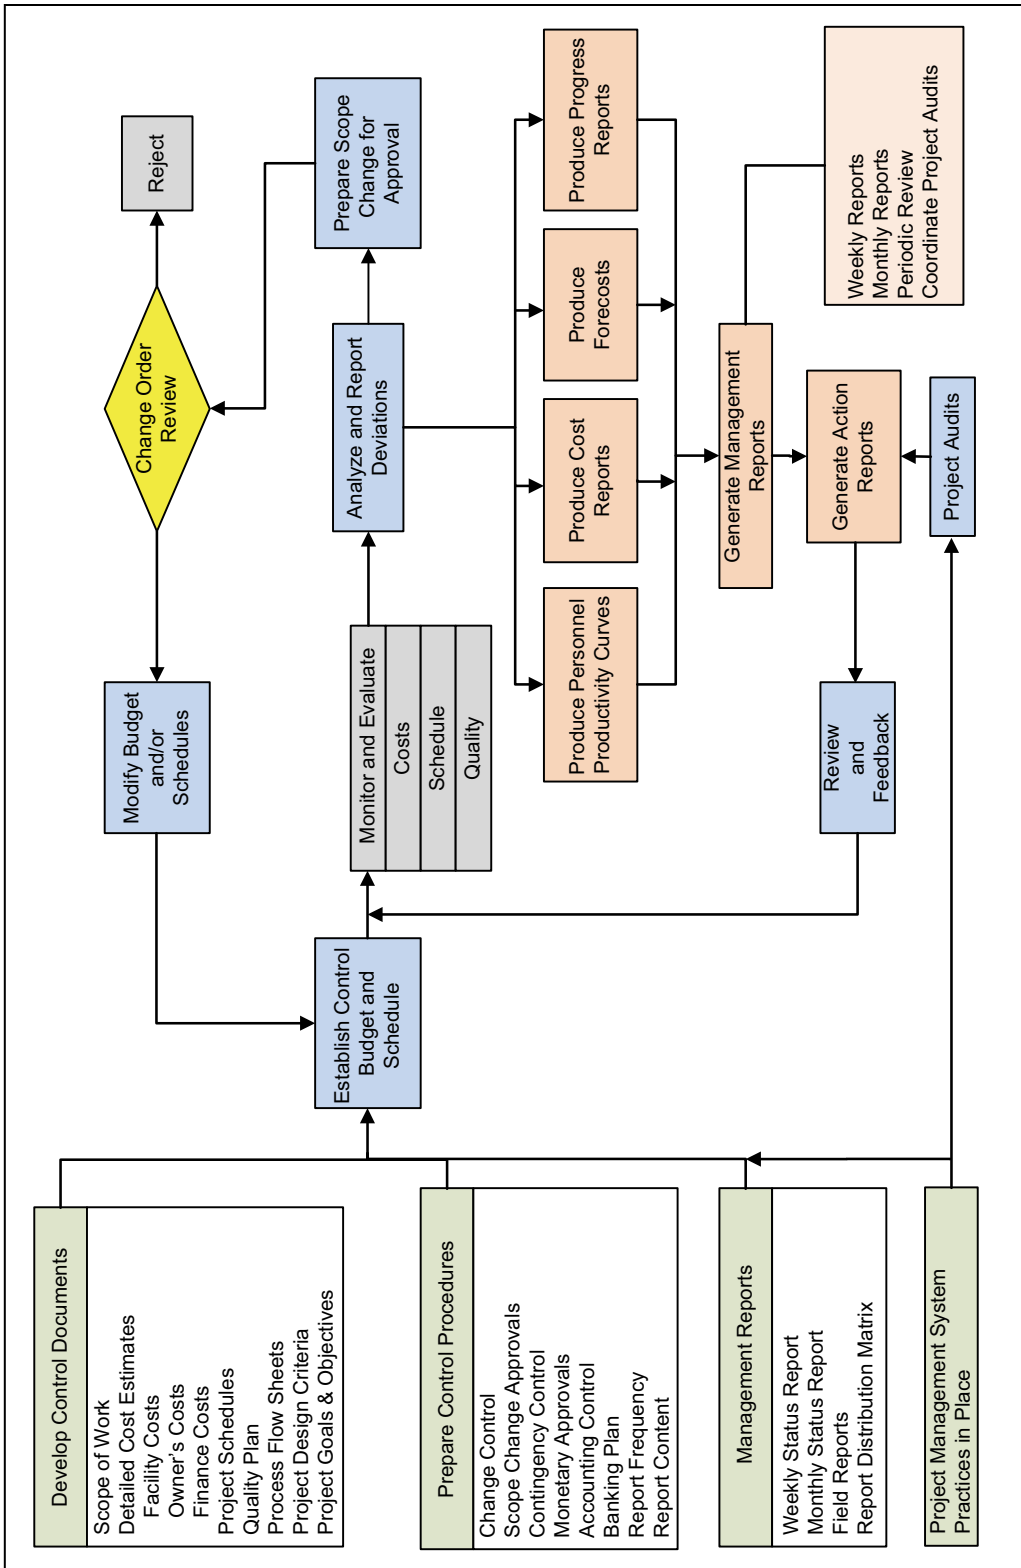 Develop Control Documents
Scope of Work
Detailed Cost Estimates
Facility Costs
Owner's Costs
Finance Costs
Project Schedules
Quality Plan
Process Flow Sheets
Project Design Criteria
Project Goals & Objectives
Prepare Control Procedures
Change Control
Scope Change Approvals
Contingency Control
Monetary Approvals
Accounting Control
Banking Plan
Report Frequency
Report Content
Management Reports
Weekly Status Report
Monthly Status Report
Field Reports
Report Distribution Matrix
Project Management System
Practices in Place
Establish Control
Budget and
Schedule
Modify Budget
and/or
Schedules
Change Order
Review
Reject
Monitor and Evaluate
Costs
Schedule
Quality
Analyze and Report
Deviations
Prepare Scope
Change for
Approval
Produce Personnel
Productivity Curves
Produce Cost
Reports
Produce
Forecosts
Produce Progress
Reports
Generate Management
Reports
Weekly Reports
Monthly Reports
Periodic Review
Coordinate Project Audits
Generate Action
Reports
Review
and
Feedback
Project Audits